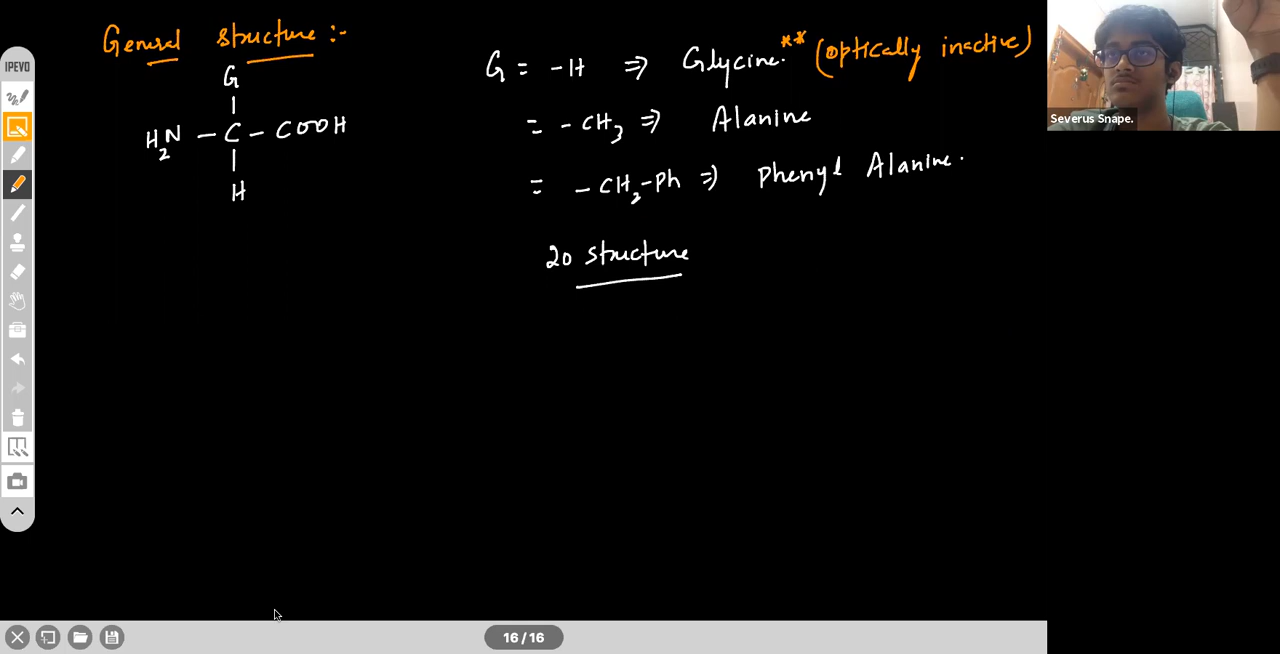 General structure :-
G
|
H2N - C - COOH
|
H
G = -H ⇒ Glycine.** (optically inactive)
= - CH3 ⇒ Alanine
= - CH2-Ph ⇒ Phenyl Alanine.
20 structure
IPEVO
Severus Snape.
16 / 16